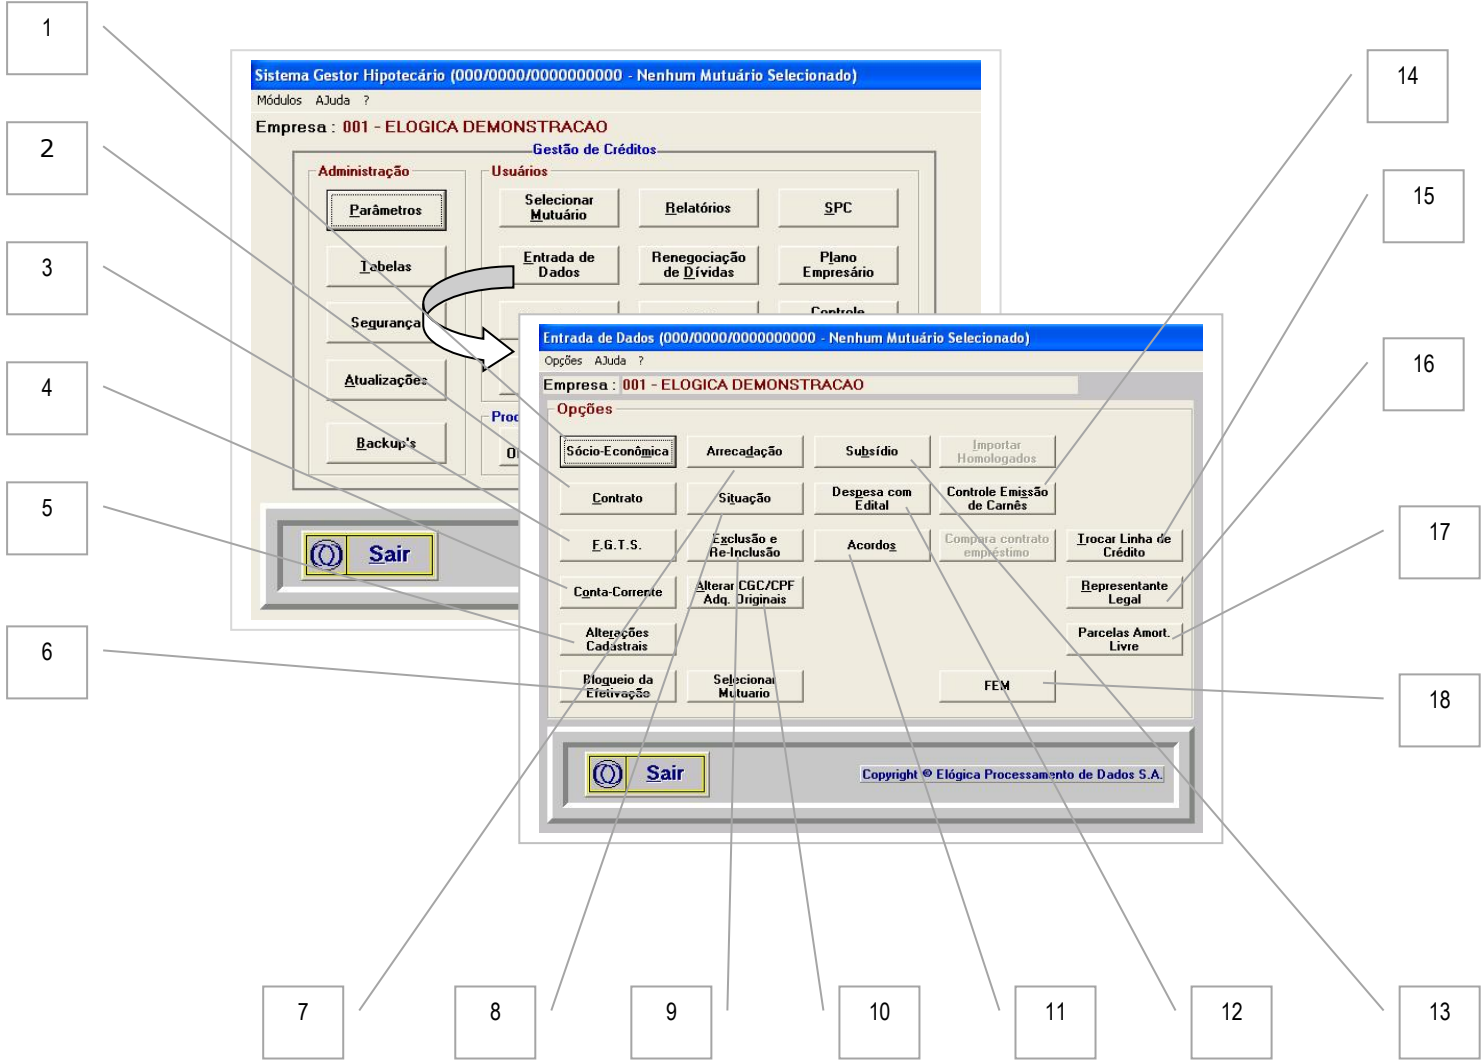 1
2
3
4
5
6
Sistema Gestor Hipotecário (000/0000/0000000000 - Nenhum Mutuário Selecionado)
Módulos AJuda ?
Empresa : 001 - ELOGICA DEMONSTRACAO
Gestão de Créditos
Administração
Parâmetros
Tabelas
Segurança
Atualizações
Backup's
Usuários
Selecionar
Mutuário
Relatórios
SPC
Entrada de
Dados
Renegociação
de Dívidas
Plano
Empresário
Controle
Sair
Entrada de Dados (000/0000/0000000000 - Nenhum Mutuário Selecionado)
Opções AJuda ?
Empresa : 001 - ELOGICA DEMONSTRACAO
Opções
Sócio-Econômica
Arrecadação
Subsídio
Importar
Homologados
Contrato
Situação
Despesa com
Edital
Controle Emissão
de Carnês
F.G.T.S.
Exclusão e
Re-Inclusão
Acordos
Compara contrato
empréstimo
Trocar Linha de
Crédito
Conta-Corrente
Alterar CGC/CPF
Adq. Originais
Representante
Legal
Alterações
Cadastrais
Parcelas Amort.
Livre
Bloqueio da
Efetivação
Selecionar
Mutuario
FEM
Sair
Copyright © Elógica Processamento de Dados S.A.
14
15
16
17
18
7
8
9
10
11
12
13